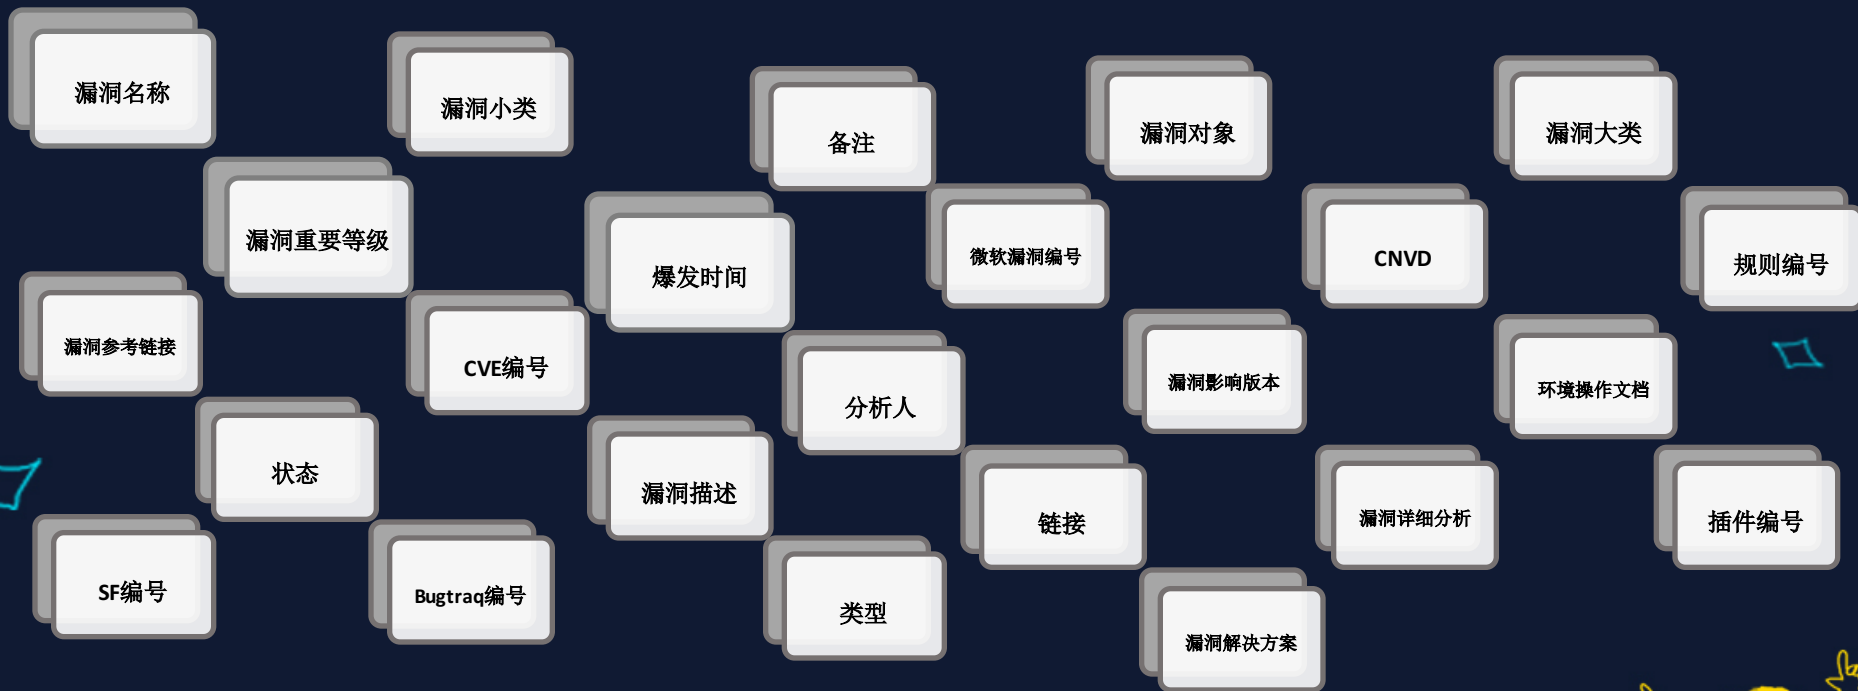 漏洞名称
漏洞小类
备注
漏洞对象
漏洞大类
漏洞重要等级
爆发时间
微软漏洞编号
CNVD
规则编号
漏洞参考链接
CVE编号
分析人
漏洞影响版本
环境操作文档
状态
漏洞描述
链接
漏洞详细分析
插件编号
SF编号
Bugtraq编号
类型
漏洞解决方案